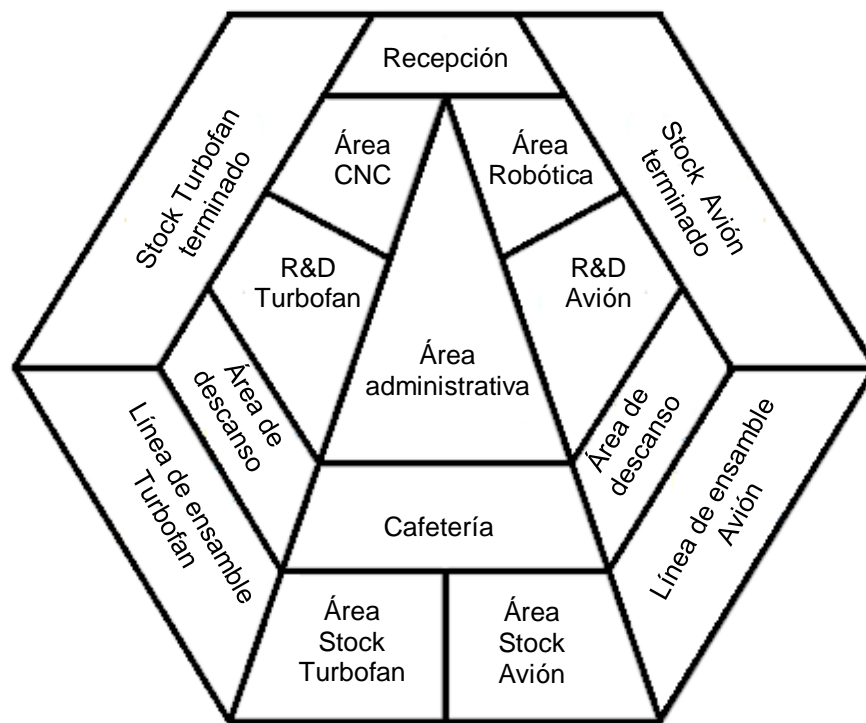 Recepción
Área
CNC
Área
Robótica
Stock Turbofan
terminado
Stock Avión
terminado
R&D
Turbofan
R&D
Avión
Área
administrativa
Área de
descanso
Área de
descanso
Línea de ensamble
Turbofan
Línea de ensamble
Avión
Cafetería
Área
Stock
Turbofan
Área
Stock
Avión